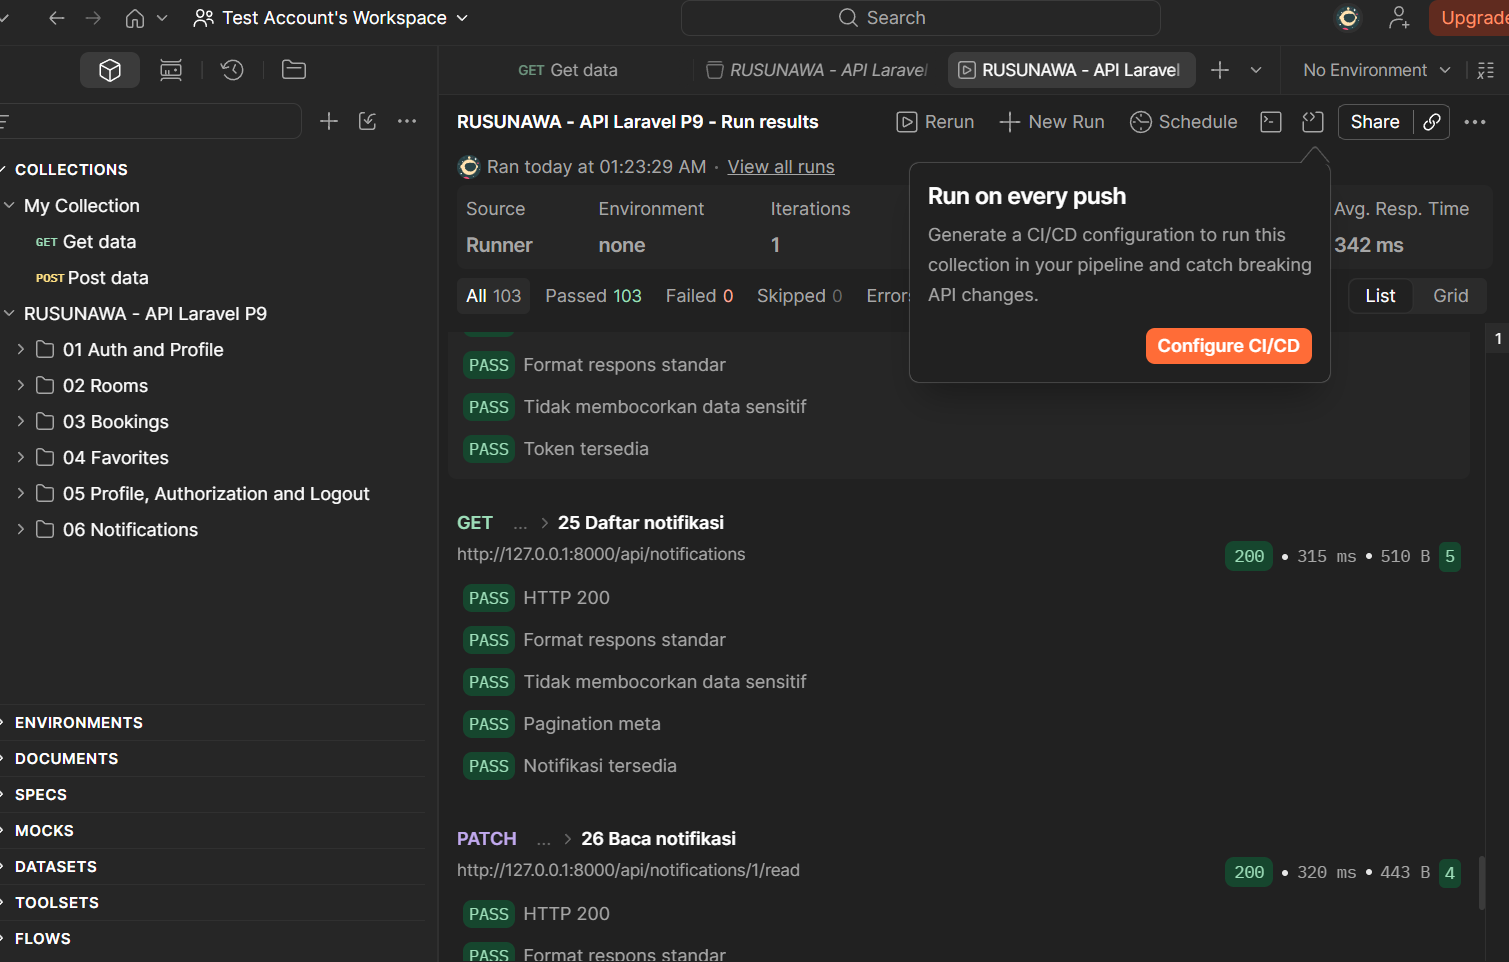 Test Account's Workspace
Search
Upgrade
GET Get data
RUSUNAWA - API Laravel
RUSUNAWA - API Laravel
No Environment
COLLECTIONS
My Collection
GET Get data
POST Post data
RUSUNAWA - API Laravel P9
01 Auth and Profile
02 Rooms
03 Bookings
04 Favorites
05 Profile, Authorization and Logout
06 Notifications
ENVIRONMENTS
DOCUMENTS
SPECS
MOCKS
DATASETS
TOOLSETS
FLOWS
RUSUNAWA - API Laravel P9 - Run results
Rerun
New Run
Schedule
Share
Ran today at 01:23:29 AM · View all runs
Source Environment Iterations Avg. Resp. Time
Runner none 1 342 ms
All 103 Passed 103 Failed 0 Skipped 0 Error
List Grid
Run on every push
Generate a CI/CD configuration to run this
collection in your pipeline and catch breaking
API changes.
Configure CI/CD
1
PASS Format respons standar
PASS Tidak membocorkan data sensitif
PASS Token tersedia
GET ... > 25 Daftar notifikasi
http://127.0.0.1:8000/api/notifications
200 • 315 ms • 510 B 5
PASS HTTP 200
PASS Format respons standar
PASS Tidak membocorkan data sensitif
PASS Pagination meta
PASS Notifikasi tersedia
PATCH ... > 26 Baca notifikasi
http://127.0.0.1:8000/api/notifications/1/read
200 • 320 ms • 443 B 4
PASS HTTP 200
PASS Format respons standar